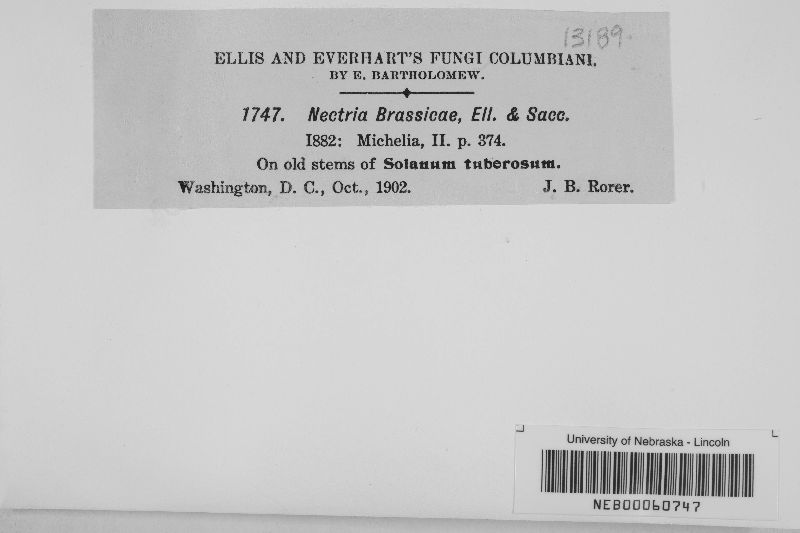 13189.
ELLIS AND EVERHART'S FUNGI COLUMBIANI.
BY E. BARTHOLOMEW.
1747. Nectria Brassicae, Ell. & Sacc.
1882: Michelia, II. p. 374.
On old stems of Solanum tuberosum.
Washington, D. C., Oct., 1902. J. B. Rorer.
University of Nebraska - Lincoln
NEB00060747